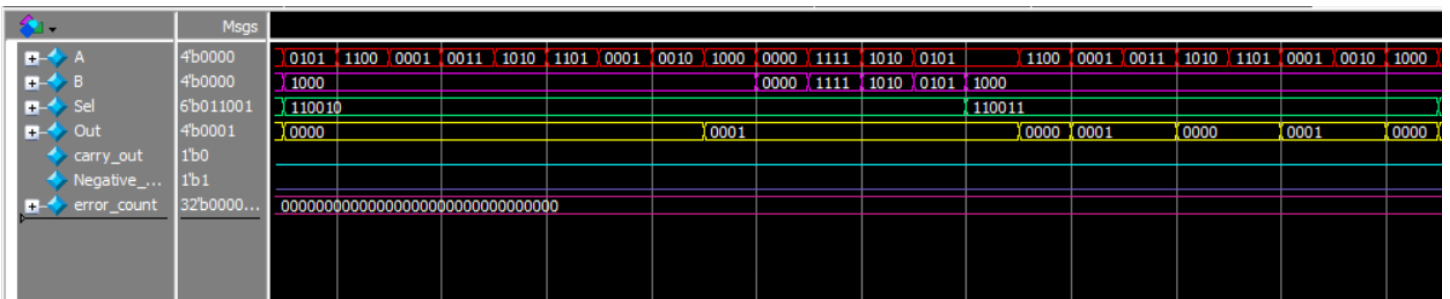 Msgs
A 4'b0000 0101 1100 0001 0011 1010 1101 0001 0010 1000 0000 1111 1010 0101 1100 0001 0011 1010 1101 0001 0010 1000
B 4'b0000 1000 0000 1111 1010 0101 1000
Sel 6'b011001 110010 110011
Out 4'b0001 0000 0001 0000 0001 0000 0001 0000
carry_out 1'b0
Negative_... 1'b1
error_count 32'b0000... 00000000000000000000000000000000